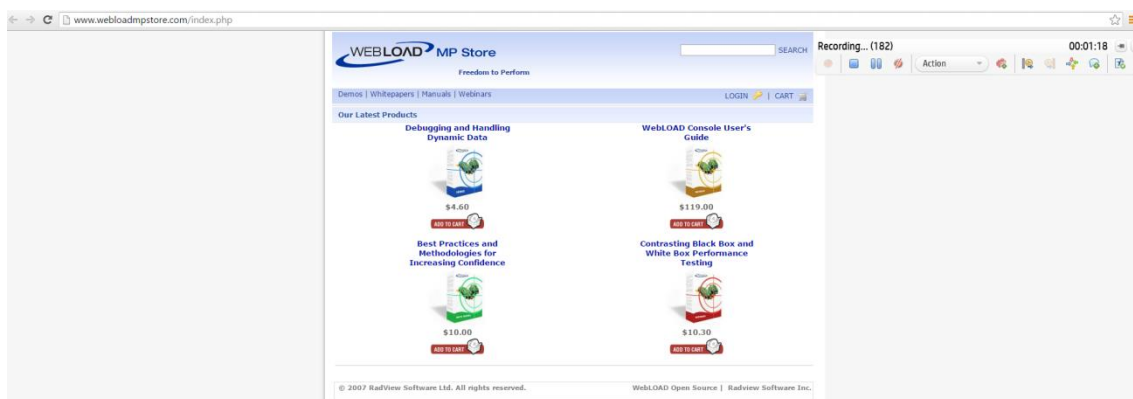 www.webloadmpstore.com/index.php
WEBLOAD MP Store
Freedom to Perform
SEARCH
Recording... (182) 00:01:18
Action
Demos | Whitepapers | Manuals | Webinars
LOGIN | CART
Our Latest Products
Debugging and Handling
Dynamic Data
$4.60
ADD TO CART
WebLOAD Console User's
Guide
$119.00
ADD TO CART
Best Practices and
Methodologies for
Increasing Confidence
$10.00
ADD TO CART
Contrasting Black Box and
White Box Performance
Testing
$10.30
ADD TO CART
© 2007 RadView Software Ltd. All rights reserved.
WebLOAD Open Source | Radview Software Inc.